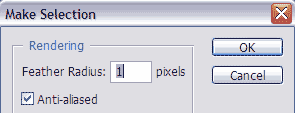 Make Selection
Rendering
OK
Feather Radius: 1 pixels
Cancel
Anti-aliased